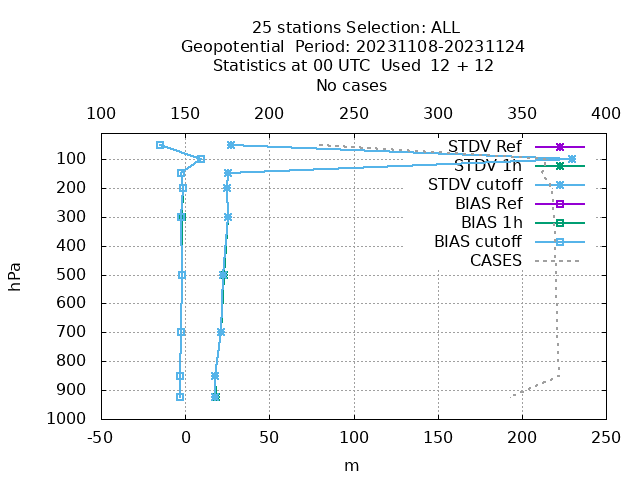 25 stations Selection: ALL
Geopotential  Period: 20231108-20231124
Statistics at 00 UTC  Used  12 + 12
No cases
100 150 200 250 300 350 400
STDV Ref
STDV 1h
STDV cutoff
BIAS Ref
BIAS 1h
BIAS cutoff
CASES
100
200
300
400
500
600
700
800
900
1000
hPa
-50 0 50 100 150 200 250
m